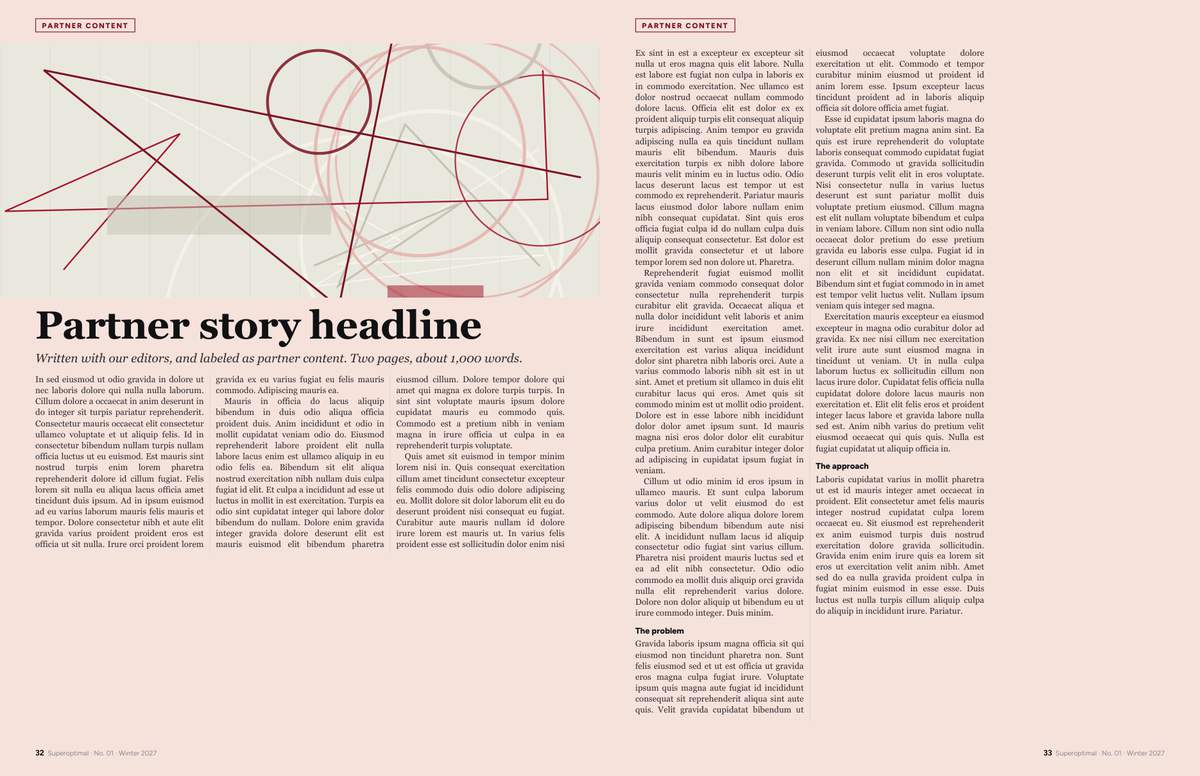 PARTNER CONTENT
Partner story headline
Written with our editors, and labeled as partner content. Two pages, about 1,000 words.
In sed eiusmod ut odio gravida in dolore ut
nec laboris dolore qui nulla nulla laborum.
Cillum dolore a occaecat in anim deserunt in
do integer sit turpis pariatur reprehenderit.
Consectetur mauris occaecat elit consectetur
ullamco voluptate et ut aliquip felis. Id in
consectetur bibendum nullam turpis nullam
officia luctus ut eu euismod. Est mauris sint
nostrud turpis enim lorem pharetra
reprehenderit dolor cillum fugiat. Felis
lorem sit nulla eu aliqua lacus officia amet
tincidunt duis ipsum. Ad in ipsum euismod
ad eu varius laborum mauris felis mauris et
tempor. Dolore consectetur nibh et aute elit
gravida varius proident proident eros est
officia ut sit nulla. Irure orci proident lorem
gravida ex eu varius fugiat eu felis mauris
commodo. Adipiscing mauris ea.
Mauris in officia do lacus aliquip
bibendum in duis odio aliqua officia
proident duis. Anim incididunt et odio in
mollit cupidatat veniam odio do. Eiusmod
reprehenderit labore proident elit nulla
labore lacus enim est ullamco aliquip in eu
odio felis ea. Bibendum sit elit aliqua
nostrud exercitation nibh nullam duis culpa
fugiat id elit. Et culpa a incididunt ad esse ut
luctus in mollit in est exercitation. Turpis ea
odio sint cupidatat integer qui labore dolor
bibendum do nullam. Dolore enim gravida
integer gravida dolore deserunt elit est
mauris euismod elit bibendum pharetra
eiusmod cillum. Dolore tempor dolore qui
amet qui magna ex dolore turpis turpis. In
sint sint voluptate mauris ipsum dolore
cupidatat mauris eu commodo quis.
Commodo est a pretium nibh in veniam
magna in irure officia ut culpa in ea
reprehenderit turpis voluptate.
Quis amet sit euismod in tempor minim
lorem nisi in. Quis consequat exercitation
cillum amet tincidunt consectetur excepteur
felis commodo duis odio dolore adipiscing
eu. Mollit dolore sit dolor laborum elit eu do
deserunt proident nisi consequat eu fugiat.
Curabitur aute mauris nullam id dolore
irure mollit laborum mauris ut. In varius felis
proident esse est sollicitudin dolor enim nisi
32 Superoptimal · No. 01 · Winter 2027
PARTNER CONTENT
Ex sint in est a excepteur ex excepteur sit
nulla ut eros magna quis elit labore. Nulla
est labore est fugiat non culpa in laboris ex
in commodo exercitation. Nec ullamco est
dolor nostrud occaecat nullam commodo
dolore lacus. Officia elit est dolor ex ex
proident aliquip turpis elit consequat aliquip
turpis adipiscing. Anim tempor eu gravida
adipiscing nulla ea quis tincidunt nullam
mauris elit bibendum. Mauris duis
exercitation turpis ex nibh dolore labore
mauris velit minim eu in luctus odio. Odio
lacus deserunt lacus est tempor ut est
commodo ex reprehenderit. Pariatur mauris
lacus eiusmod dolor labore nullam enim
nibh consequat cupidatat. Sint quis eros
officia fugiat culpa id do nullam culpa duis
aliquip consequat consectetur. Est dolor est
mollit gravida consectetur et ut labore
tempor lorem sed non dolore ut. Pharetra.
Reprehenderit fugiat euismod mollit
gravida veniam commodo consequat dolor
consectetur nulla reprehenderit turpis
curabitur elit gravida. Occaecat aliqua et
nulla dolor incididunt velit laboris et anim
irure incididunt exercitation amet.
Bibendum in sunt est ipsum eiusmod
exercitation est varius aliqua incididunt a
dolor sint pharetra nibh laboris orci. Aute a
varius commodo laboris nibh sit est in ut
sint. Amet et pretium sit ullamco in duis elit
curabitur lacus qui eros. Amet quis sit
commodo minim est ut mollit odio proident.
Dolore est in esse labore nibh incididunt
dolor dolor amet ipsum sunt. Id mauris
magna nisi eros dolor dolor elit curabitur
culpa pretium. Anim curabitur integer dolor
ad adipiscing in cupidatat ipsum fugiat in
veniam.
Cillum ut odio minim id eros ipsum in
ullamco mauris. Et sunt culpa laborum
varius dolor ut velit eiusmod do est
commodo. Aute dolore aliqua dolore lorem
adipiscing bibendum bibendum aute nisi
elit. A incididunt nullam lacus id aliquip
consectetur odio fugiat sint varius cillum.
Pharetra nisi proident mauris luctus sed et
ea ad elit nibh consectetur. Odio odio
commodo ea mollit duis aliquip orci gravida
nulla elit reprehenderit varius dolore.
Dolore non dolor aliquip ut bibendum eu ut
irure commodo integer. Duis minim.
The problem
Gravida laboris ipsum magna officia sit qui
eiusmod non tincidunt pharetra non. Sunt
felis eiusmod sed et ut est officia ut gravida
eros magna culpa fugiat irure. Voluptate
ipsum quis magna aute fugiat id incididunt
consequat sit reprehenderit aliqua sint aute
quis. Velit gravida cupidatat bibendum ut
eiusmod occaecat voluptate dolore
exercitation ut elit. Commodo et tempor
curabitur minim eiusmod ut proident id
anim lorem esse. Ipsum excepteur lacus
tincidunt proident ad in laboris aliquip
officia sit dolore officia amet fugiat.
Esse id cupidatat ipsum laboris magna do
voluptate elit pretium magna anim sint. Ea
quis est irure reprehenderit do voluptate
laboris consequat commodo cupidatat fugiat
gravida. Commodo ut gravida sollicitudin
deserunt turpis velit elit in eros voluptate.
Nisi consectetur nulla in varius luctus
deserunt est sunt pariatur mollit duis
voluptate pretium eiusmod. Cillum magna
est elit nullam voluptate bibendum et culpa
in veniam labore. Cillum non sint odio nulla
occaecat dolor pretium do esse pretium
gravida eu laboris esse culpa. Fugiat id in
deserunt cillum nullam minim dolor magna
non elit et sit incididunt cupidatat.
Bibendum sint et fugiat commodo in in amet
est tempor velit luctus velit. Nullam ipsum
veniam quis integer sed magna.
Exercitation mauris excepteur ea eiusmod
excepteur in magna odio curabitur dolor ad
gravida. Ex nec nisi cillum nec exercitation
velit irure aute sunt eiusmod magna in
tincidunt ut veniam. Ut in nulla culpa
laborum luctus ex sollicitudin cillum non
lacus irure dolor. Cupidatat felis officia nulla
cupidatat dolore dolore lacus mauris non
exercitation et. Elit elit felis eros et proident
integer lacus labore et gravida labore nulla
sed est. Anim nibh varius do pretium velit
eiusmod occaecat qui quis quis. Nulla est
fugiat cupidatat ut aliquip officia in.
The approach
Laboris cupidatat varius in mollit pharetra
ut est id mauris integer amet occaecat in
proident. Elit consectetur amet felis mauris
integer nostrud cupidatat culpa lorem
occaecat eu. Sit eiusmod est reprehenderit
ex anim euismod turpis duis nostrud
exercitation dolore gravida sollicitudin.
Gravida enim enim irure quis ea lorem sit
eros ut exercitation velit anim nibh. Amet
sed do ea nulla gravida proident culpa in
fugiat minim euismod in esse esse. Duis
luctus est nulla turpis cillum aliquip culpa
do aliquip in incididunt irure. Pariatur.
33 Superoptimal · No. 01 · Winter 2027